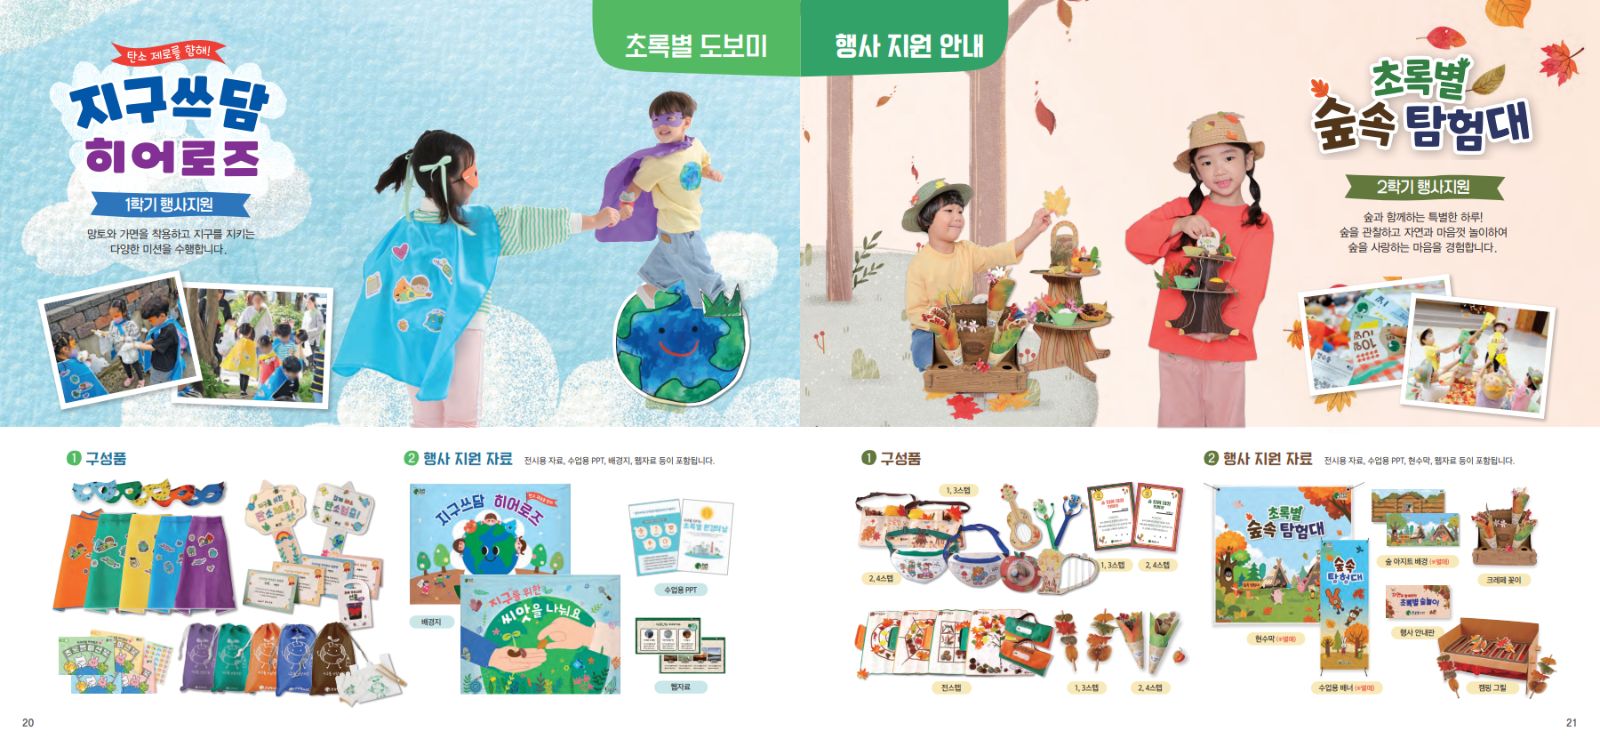 초록별 도보미
행사 지원 안내
탄소 제로를 향해!
지구쓰담
히어로즈
1학기 행사지원
망토와 가면을 착용하고 지구를 지키는
다양한 미션을 수행합니다.
초록별
숲속 탐험대
2학기 행사지원
숲과 함께하는 특별한 하루!
숲을 관찰하고 자연과 마음껏 놀이하여
숲을 사랑하는 마음을 경험합니다.
1 구성품
2 행사 지원 자료
전시용 자료, 수업용 PPT, 배경지, 웹자료 등이 포함됩니다.
지구쓰담 히어로즈
지구를 위한
씨앗을 나눠요
배경지
수업용 PPT
웹자료
20
1 구성품
1, 3스텝
2, 4스텝
1, 3스텝
2, 4스텝
전스텝
1, 3스텝
2, 4스텝
2 행사 지원 자료
전시용 자료, 수업용 PPT, 현수막, 웹자료 등이 포함됩니다.
초록별
숲속 탐험대
현수막 (※별매)
숲속
탐험대
수업용 배너 (※별매)
숲 아지트 배경 (※별매)
초록별 숲놀이
행사 안내판
크레페 꽂이
캠핑 그릴
21